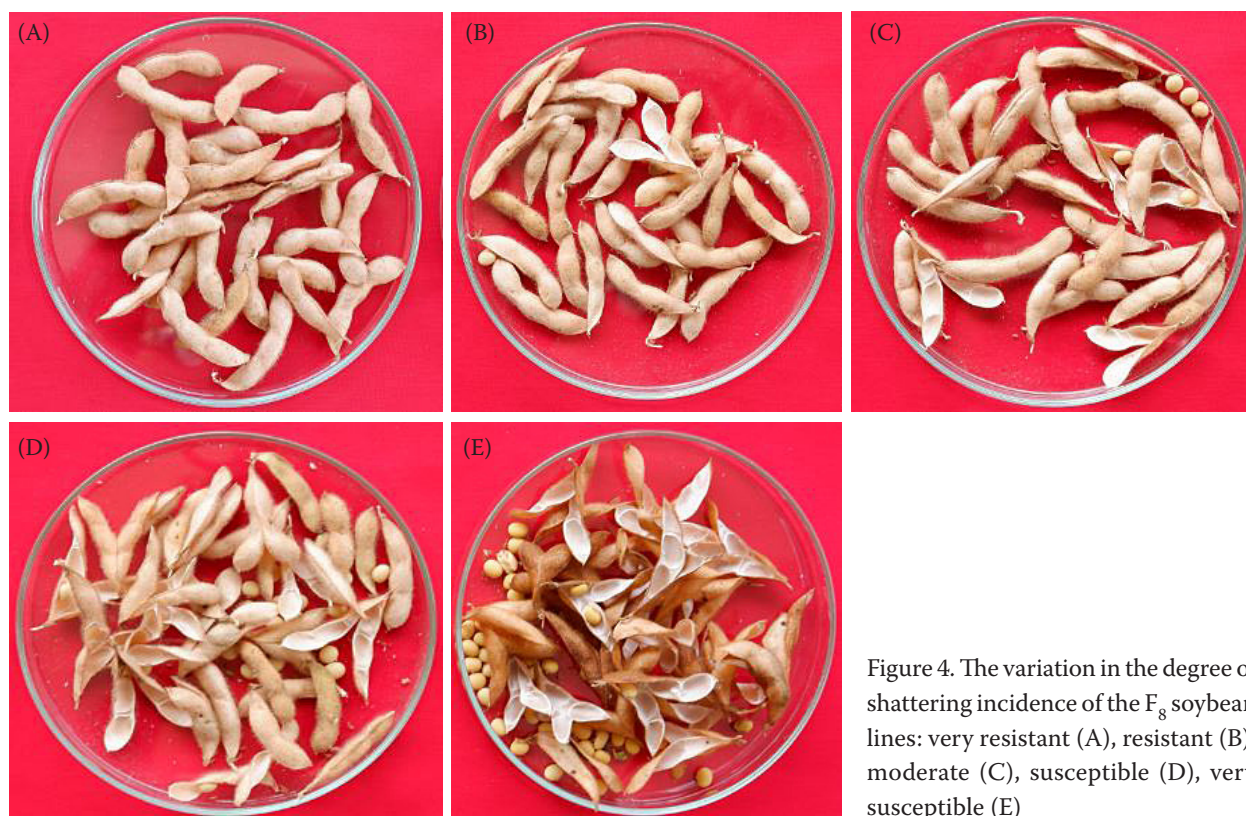 (A)
(B)
(C)
(D)
(E)
Figure 4. The variation in the degree o
shattering incidence of the F8 soybean
lines: very resistant (A), resistant (B)
moderate (C), susceptible (D), very
susceptible (E)